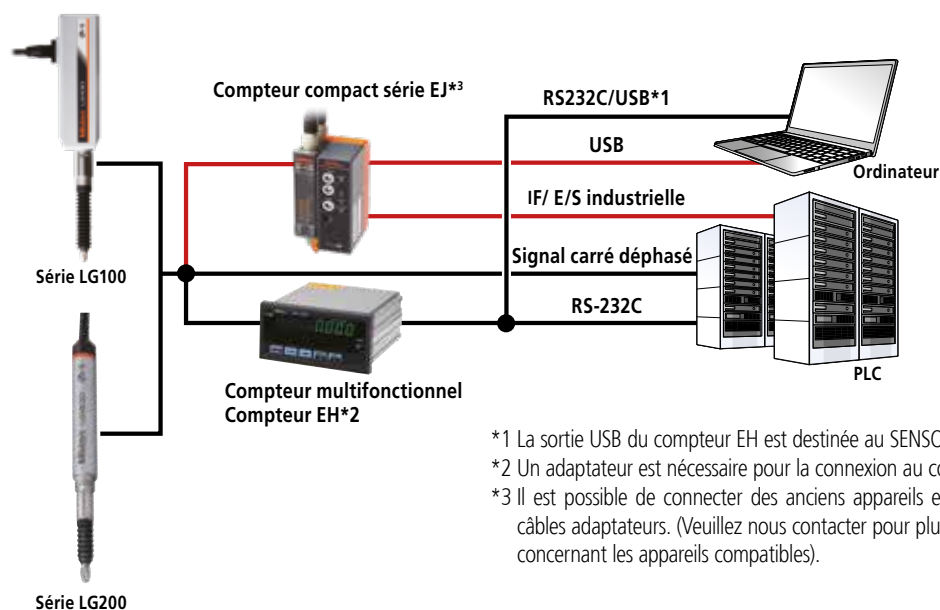 Compteur compact série EJ*3
RS232C/USB*1
USB
Ordinateur
IF/ E/S industrielle
Signal carré déphasé
Série LG100
RS-232C
PLC
Compteur multifonctionnel
Compteur EH*2
*1 La sortie USB du compteur EH est destinée au
*2 Un adaptateur est nécessaire pour la connexion au
*3 Il est possible de connecter des anciens appareils
câbles adaptateurs. (Veuillez nous contacter pour
concernant les appareils compatibles).
Série LG200